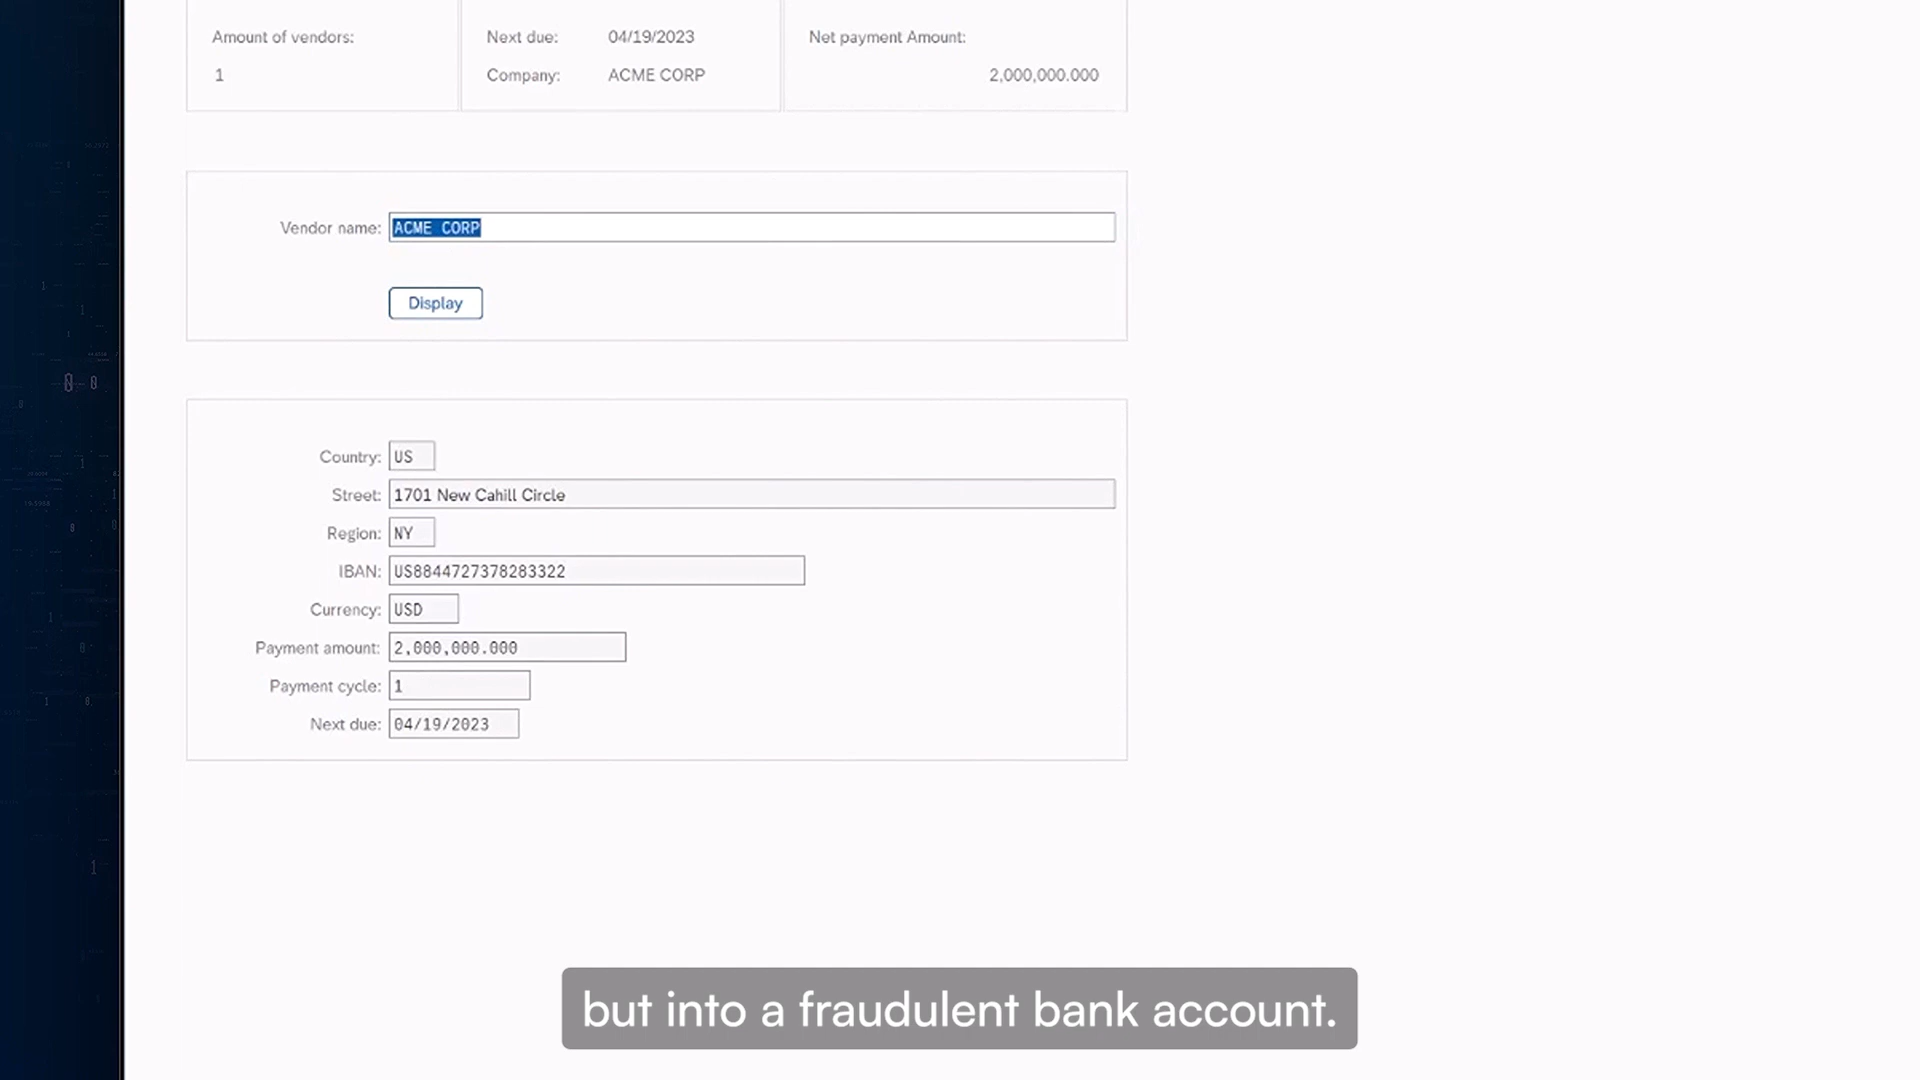 Amount of vendors:
1
Next due: 04/19/2023
Company: ACME CORP
Net payment Amount:
2,000,000.000
Vendor name: ACME CORP
Display
Country: US
Street: 1701 New Cahill Circle
Region: NY
IBAN: US8844727378283322
Currency: USD
Payment amount: 2,000,000.000
Payment cycle: 1
Next due: 04/19/2023
but into a fraudulent bank account.